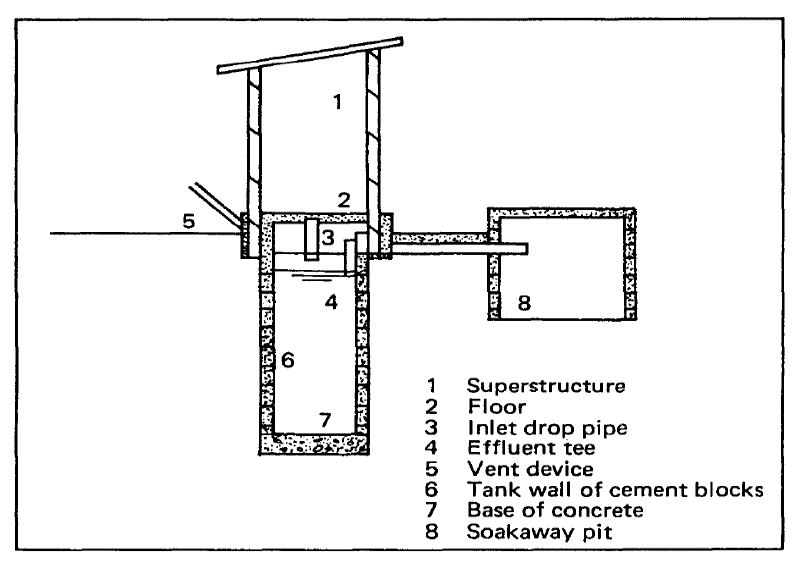 1
2
5
3
4
8
6
7
1 Superstructure
2 Floor
3 Inlet drop pipe
4 Effluent tee
5 Vent device
6 Tank wall of cement blocks
7 Base of concrete
8 Soakaway pit